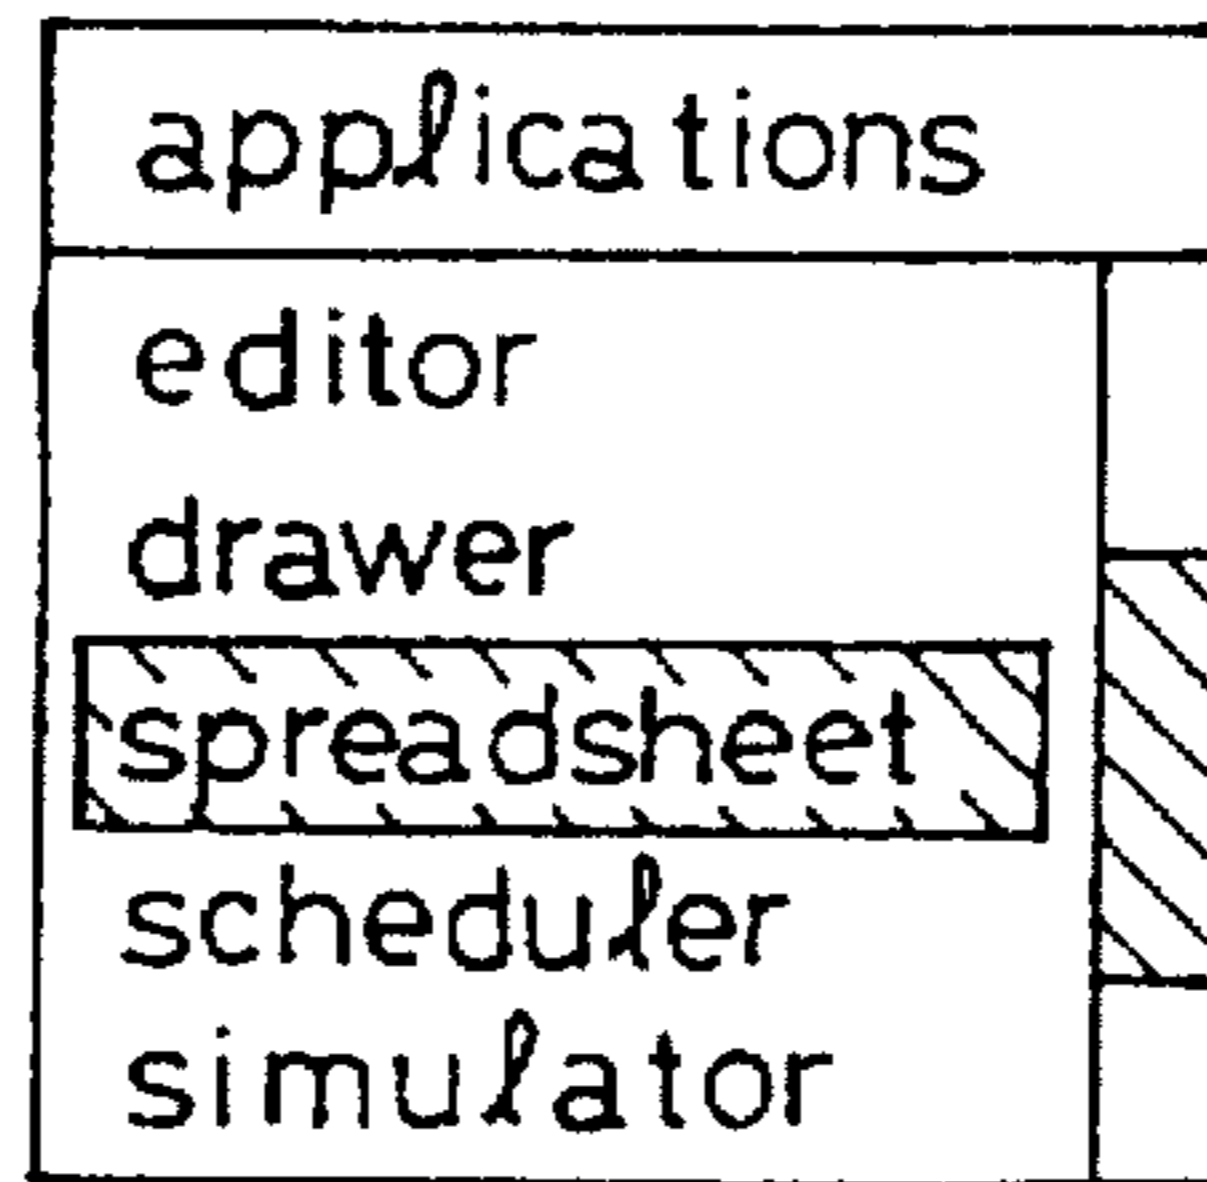 applications
editor
drawer
spreadsheet
scheduler
simulator